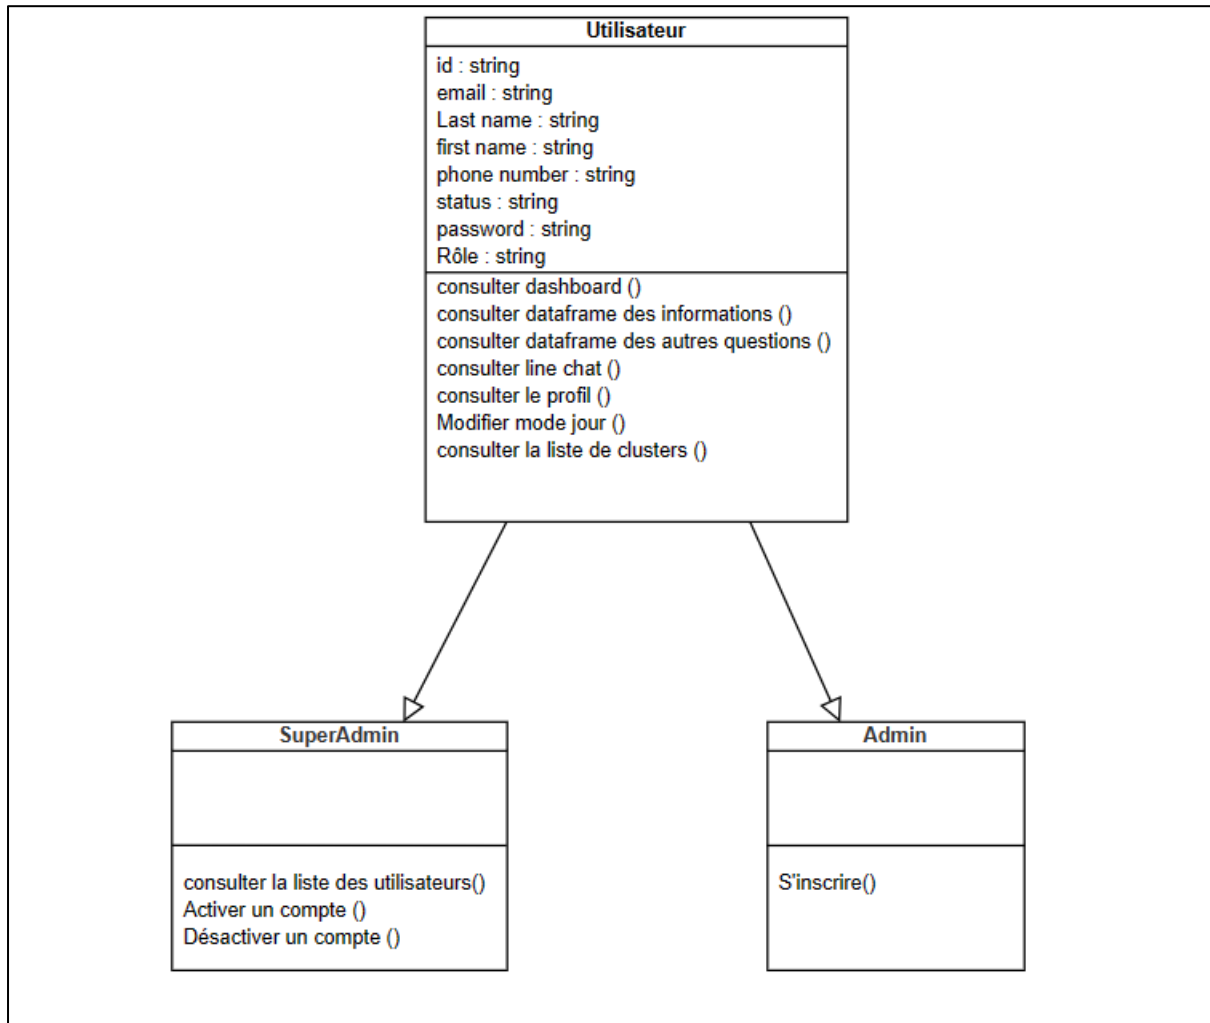 Utilisateur
id : string
email : string
Last name : string
first name : string
phone number : string
status : string
password : string
Rôle : string
consulter dashboard ()
consulter dataframe des informations ()
consulter dataframe des autres questions ()
consulter line chat ()
consulter le profil ()
Modifier mode jour ()
consulter la liste de clusters ()
SuperAdmin
consulter la liste des utilisateurs()
Activer un compte ()
Désactiver un compte ()
Admin
S'inscrire()